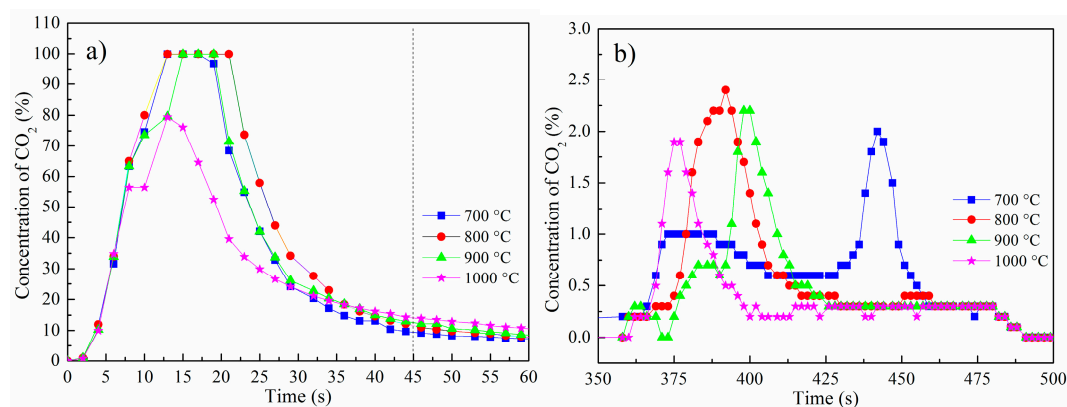 a)
Concentration of CO2 (%)
110
100
90
80
70
60
50
40
30
20
10
0
700 °C
800 °C
900 °C
1000 °C
0 5 10 15 20 25 30 35 40 45 50 55 60
Time (s)
b)
Concentration of CO2 (%)
3.0
2.5
2.0
1.5
1.0
0.5
0.0
700 °C
800 °C
900 °C
1000 °C
350 375 400 425 450 475 500
Time (s)